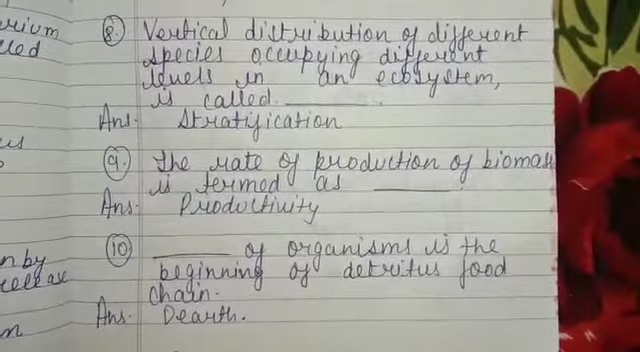 8. Vertical distribution of different
species occupying different
levels in an ecosystem,
is called ________.
Ans. Stratification
9. The rate of production of biomass
is termed as ______
Ans. Productivity
10 ______ of organisms is the
beginning of detritus food
chain.
Ans. Dearth.